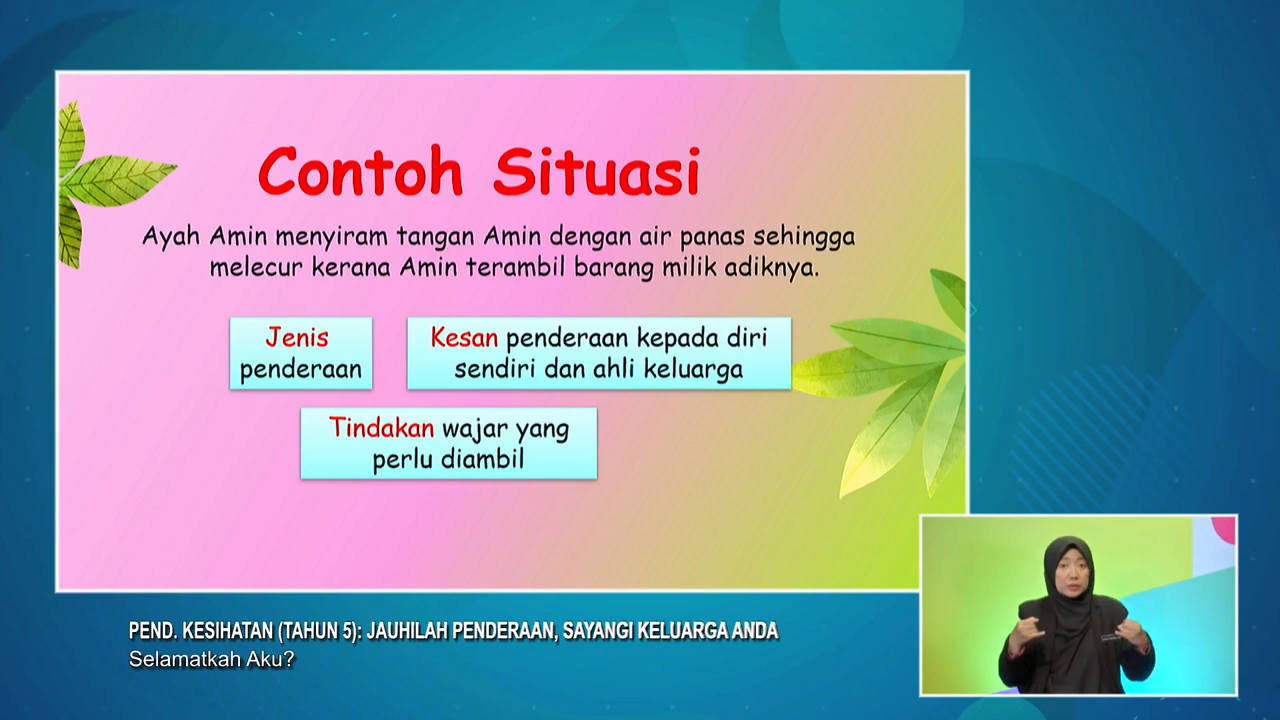 Contoh Situasi
Ayah Amin menyiram tangan Amin dengan air panas sehingga
melecur kerana Amin terambil barang milik adiknya.
Jenis
penderaan
Kesan penderaan kepada diri
sendiri dan ahli keluarga
Tindakan wajar yang
perlu diambil
PEND. KESIHATAN (TAHUN 5): JAUHILAH PENDERAAN, SAYANGI KELUARGA ANDA
Selamatkah Aku?